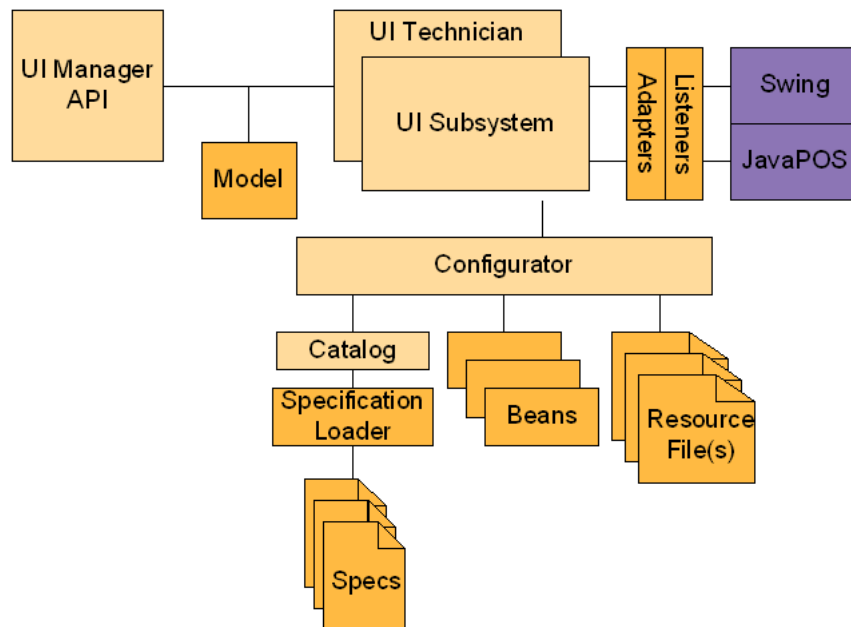 UI Manager
API
UI Technician
UI Subsystem
Model
Adapters
Listeners
Swing
JavaPOS
Configurator
Catalog
Specification
Loader
Beans
Resource
File(s)
Specs